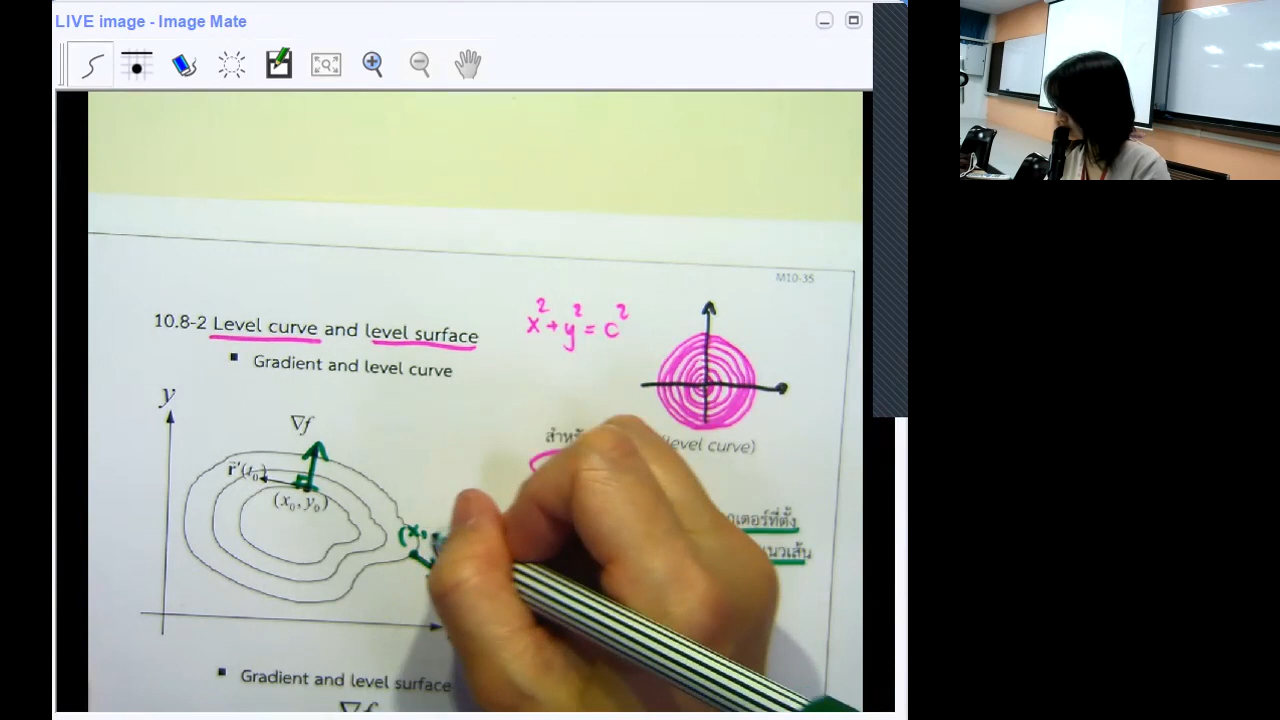 LIVE image - Image Mate
M10-35
10.8-2 Level curve and level surface
x² + y² = c²
▪ Gradient and level curve
y
∇f
(level curve)
r̄'(t₀)
(x₀, y₀)
(x,
▪ Gradient and level surface
∇f